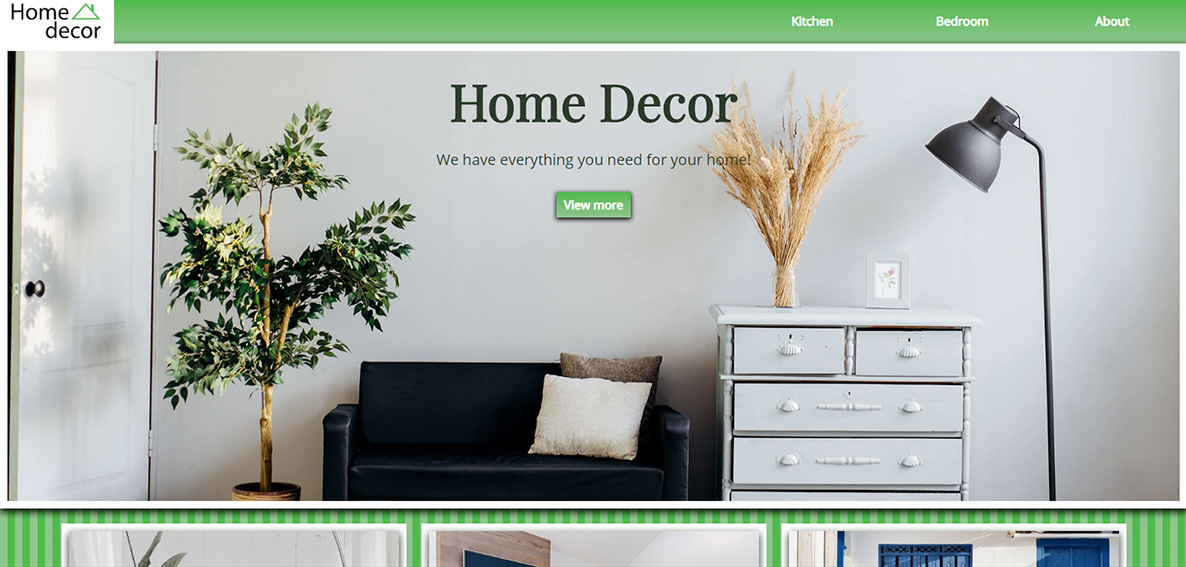 Home
decor
Kitchen
Bedroom
About
Home Decor
We have everything you need for your home!
View more